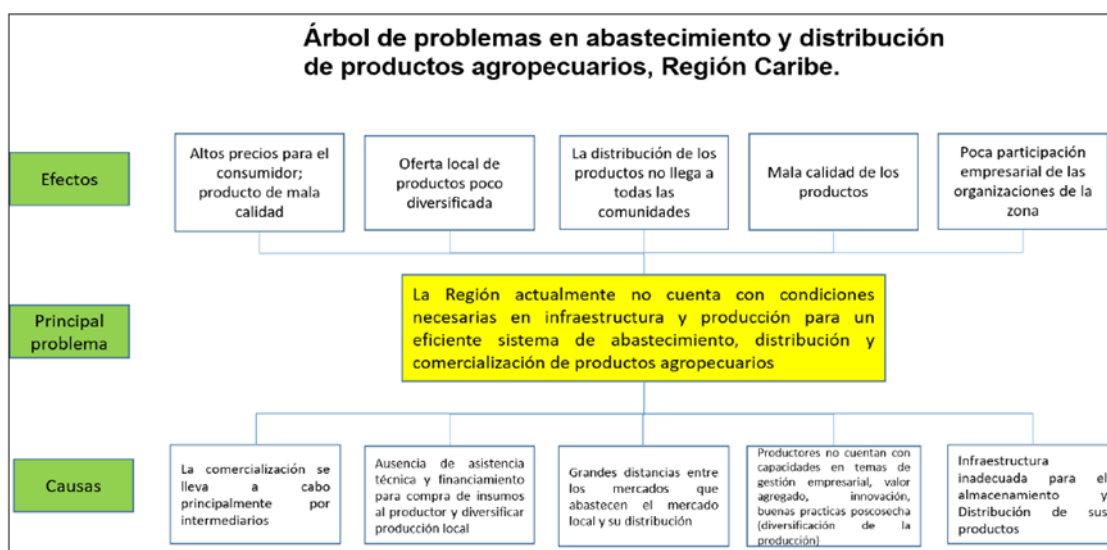 Árbol de problemas en abastecimiento y distribución
de productos agropecuarios, Región Caribe.
Efectos
Altos precios para el
consumidor;
producto de mala
calidad
Oferta local de
productos poco
diversificada
La distribución de los
productos no llega a
todas las
comunidades
Mala calidad de los
productos
Poca participación
empresarial de las
organizaciones de la
zona
Principal
problema
La Región actualmente no cuenta con condiciones
necesarias en infraestructura y producción para un
eficiente sistema de abastecimiento, distribución y
comercialización de productos agropecuarios
Causas
La comercialización se
lleva a cabo
principalmente por
intermediarios
Ausencia de asistencia
técnica y financiamiento
para compra de insumos
al productor y diversificar
producción local
Grandes distancias entre
los mercados que
abastecen el mercado
local y su distribución
Productores no cuentan con
capacidades en temas de
gestión empresarial, valor
agregado, innovación,
buenas practicas poscosecha
(diversificación de la
producción)
Infraestructura
inadecuada para el
almacenamiento y
Distribución de sus
productos